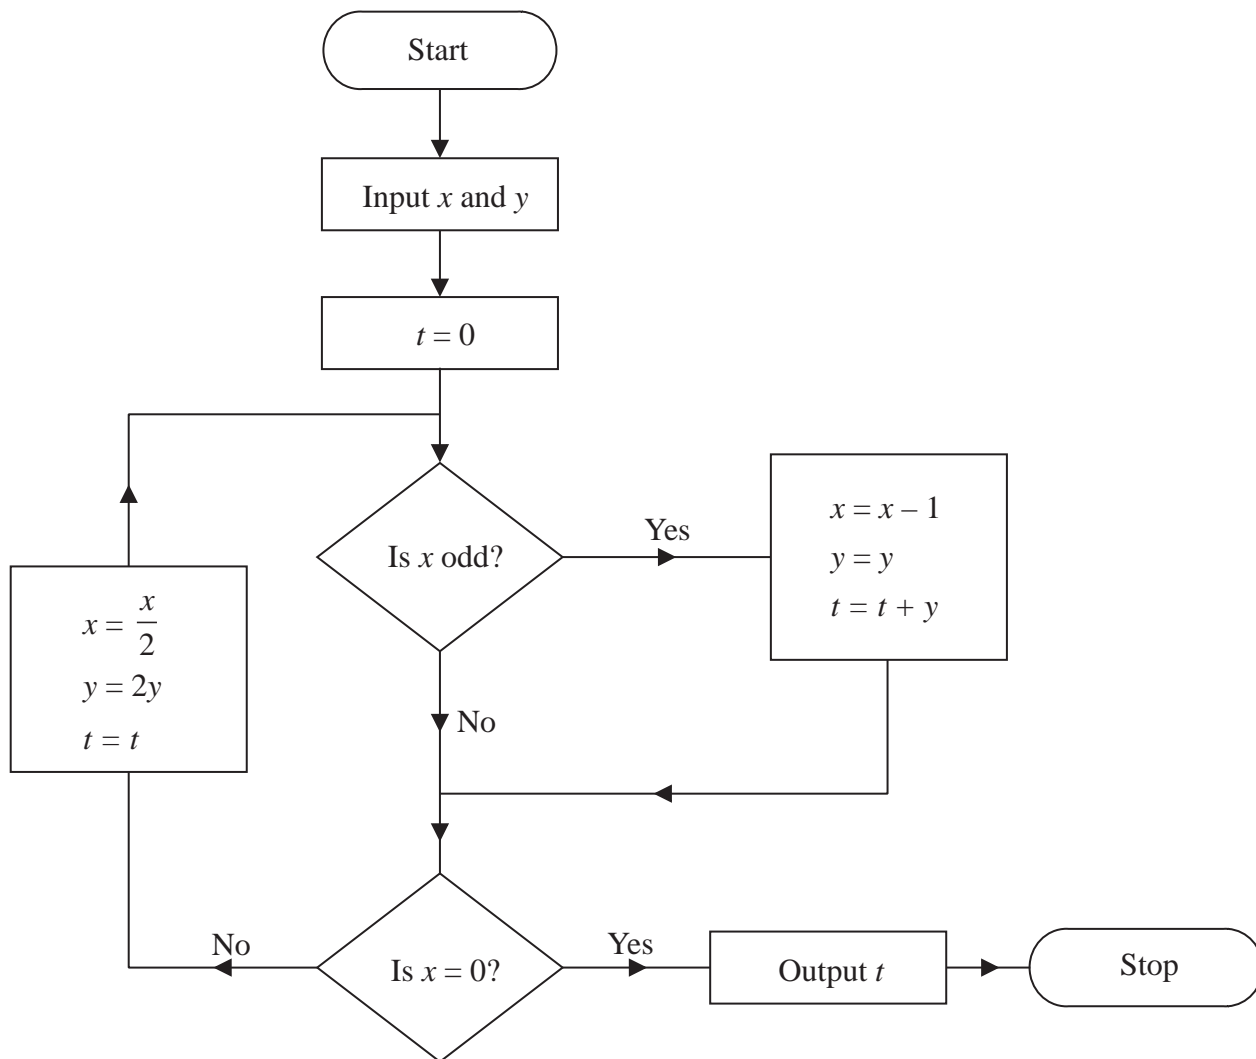 Start
Input x and y
t = 0
Is x odd?
Yes
x = x – 1
y = y
t = t + y
No
x = x/2
y = 2y
t = t
Is x = 0?
No
Yes
Output t
Stop